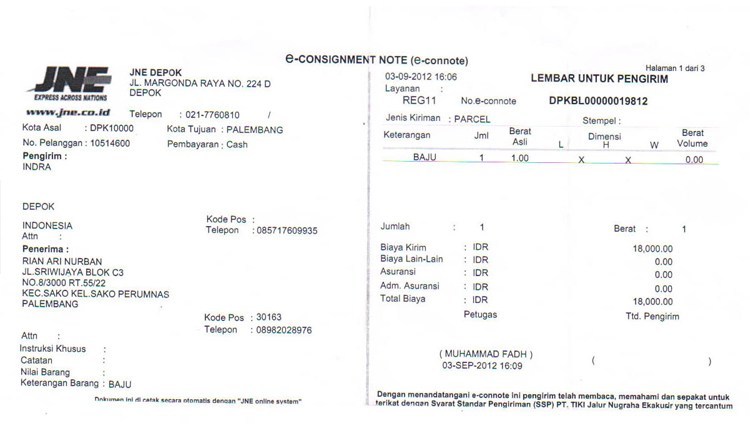 e-CONSIGNMENT NOTE (e-connote)
JNE
EXPRESS ACROSS NATIONS
www.jne.co.id
JNE DEPOK
JL. MARGONDA RAYA NO. 224 D
DEPOK
Telepon : 021-7760810 /
Kota Asal : DPK10000 Kota Tujuan : PALEMBANG
No. Pelanggan : 10514600 Pembayaran : Cash
Pengirim :
INDRA
DEPOK
Kode Pos :
INDONESIA
Telepon : 085717609935
Attn :
Penerima :
RIAN ARI NURBAN
JL.SRIWIJAYA BLOK C3
NO.8/3000 RT.55/22
KEC.SAKO KEL.SAKO PERUMNAS
PALEMBANG
Kode Pos : 30163
Telepon : 08982028976
Attn :
Instruksi Khusus :
Catatan :
Nilai Barang :
Keterangan Barang : BAJU
Dokumen ini di cetak secara otomatis dengan "JNE online system"
Halaman 1 dari 3
03-09-2012 16:06 LEMBAR UNTUK PENGIRIM
Layanan :
REG11 No.e-connote DPKBL00000019812
Jenis Kiriman : PARCEL Stempel :
Keterangan Jml Berat Asli Dimensi L H W Berat Volume
BAJU 1 1.00 X X 0.00
Jumlah : 1 Berat : 1
Biaya Kirim : IDR 18,000.00
Biaya Lain-Lain : IDR 0.00
Asuransi : IDR 0.00
Adm. Asuransi : IDR 0.00
Total Biaya : IDR 18,000.00
Petugas Ttd. Pengirim
( MUHAMMAD FADH ) ( )
03-SEP-2012 16:09
Dengan menandatangani e-connote ini pengirim telah membaca, memahami dan sepakat untuk
terikat dengan Syarat Standar Pengiriman (SSP) PT. TIKI Jalur Nugraha Ekakurir yang tercantum